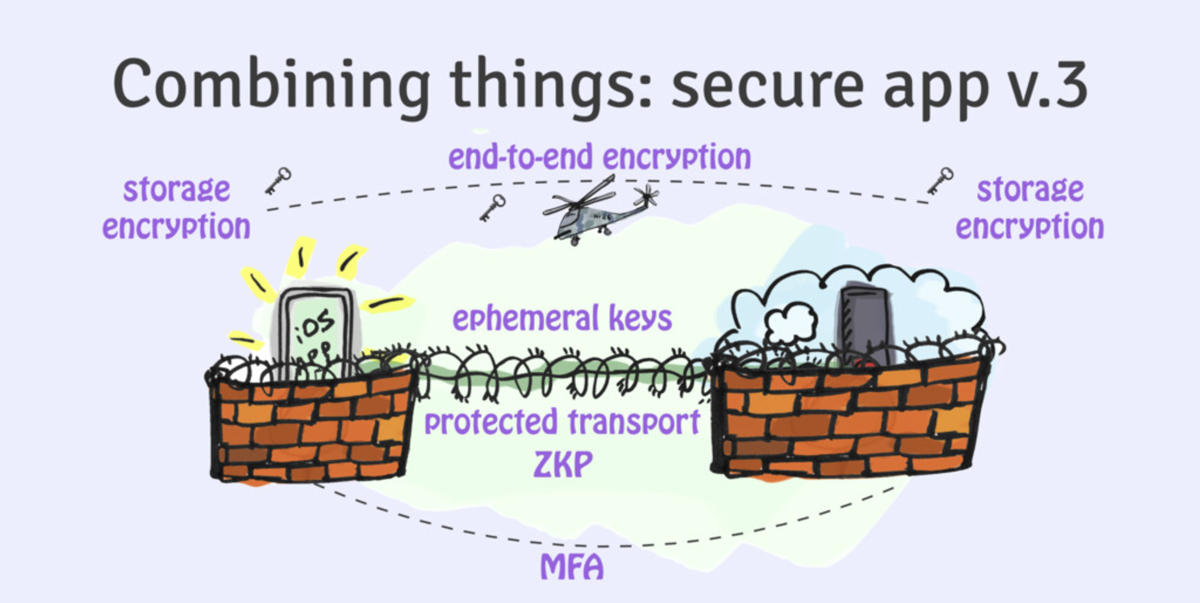 Combining things: secure app v.3
end-to-end encryption
storage
encryption
storage
encryption
ephemeral keys
iOS
app
protected transport
ZKP
MFA